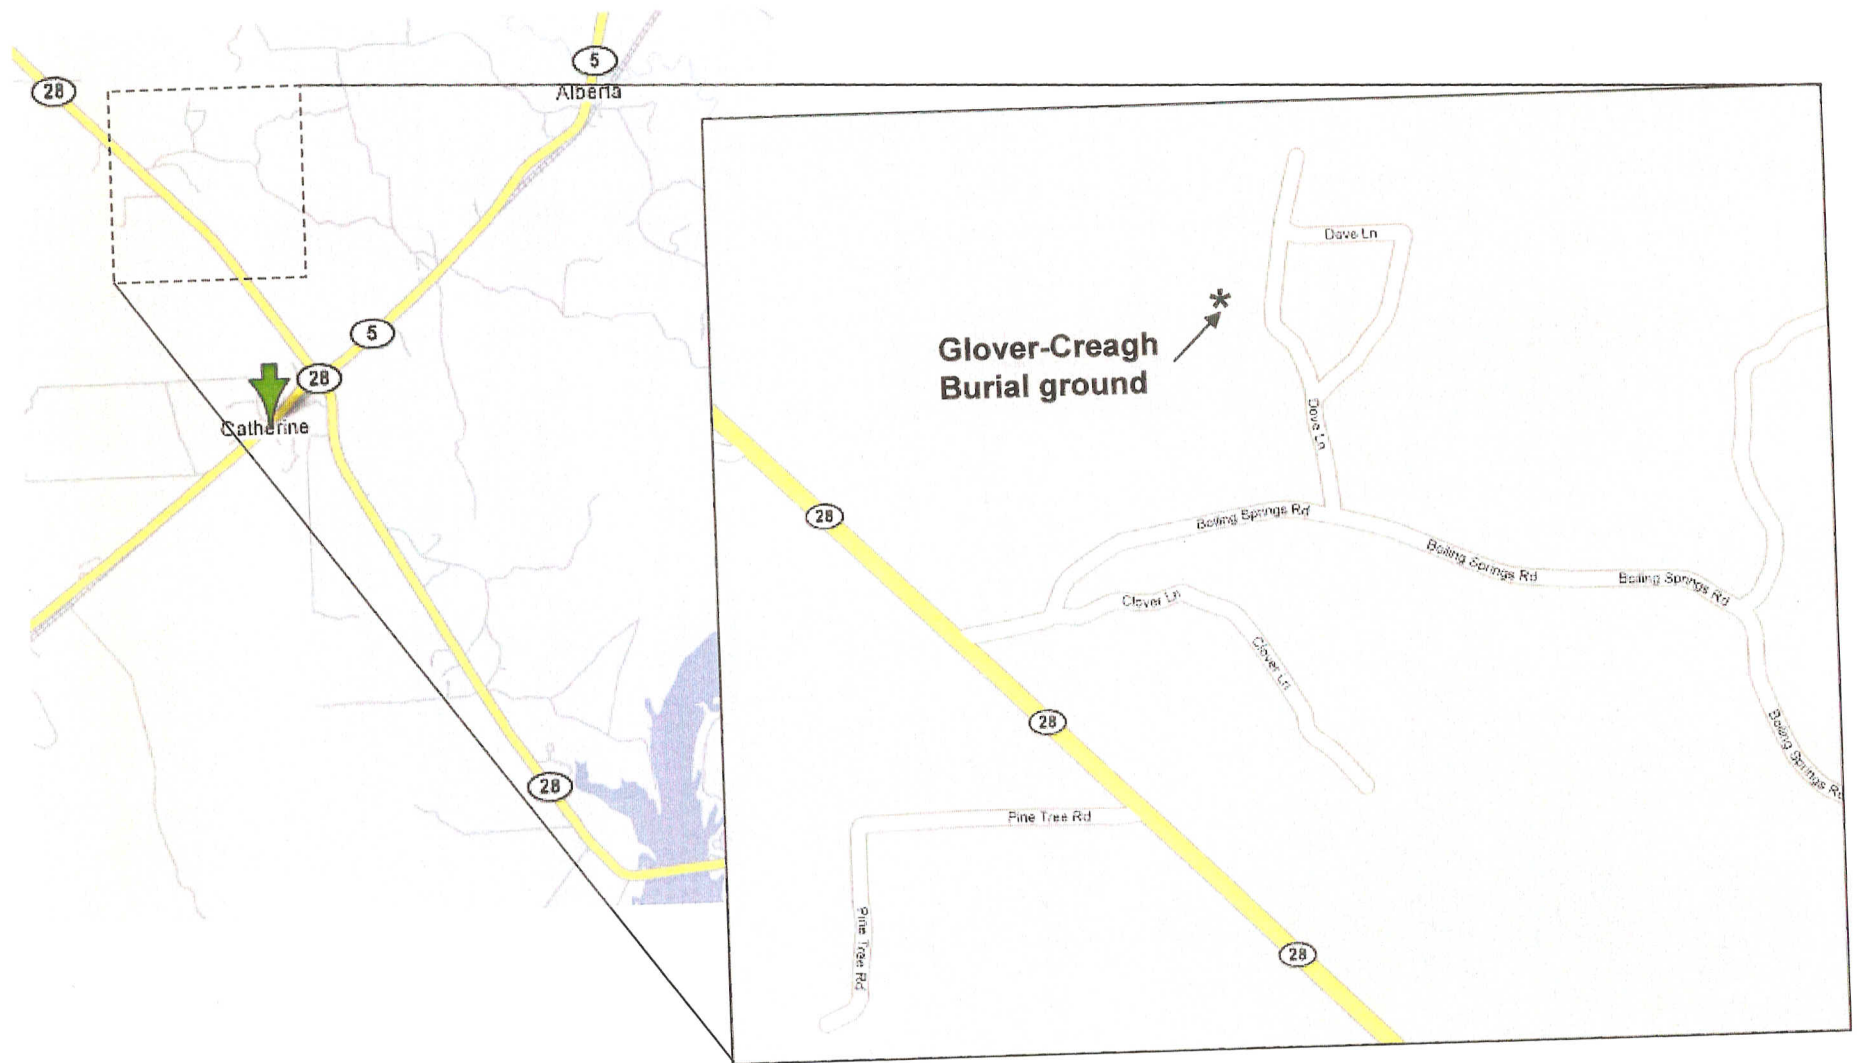 5
28
Alberta
5
28
Catherine
28
Dove Ln
Glover-Creagh
Burial ground
Dove Ln
28
Boiling Springs Rd
Boiling Springs Rd
Boiling Springs Rd
Clover Ln
Clover Ln
28
Boiling Springs Rd
Pine Tree Rd
Pine Tree Rd
28